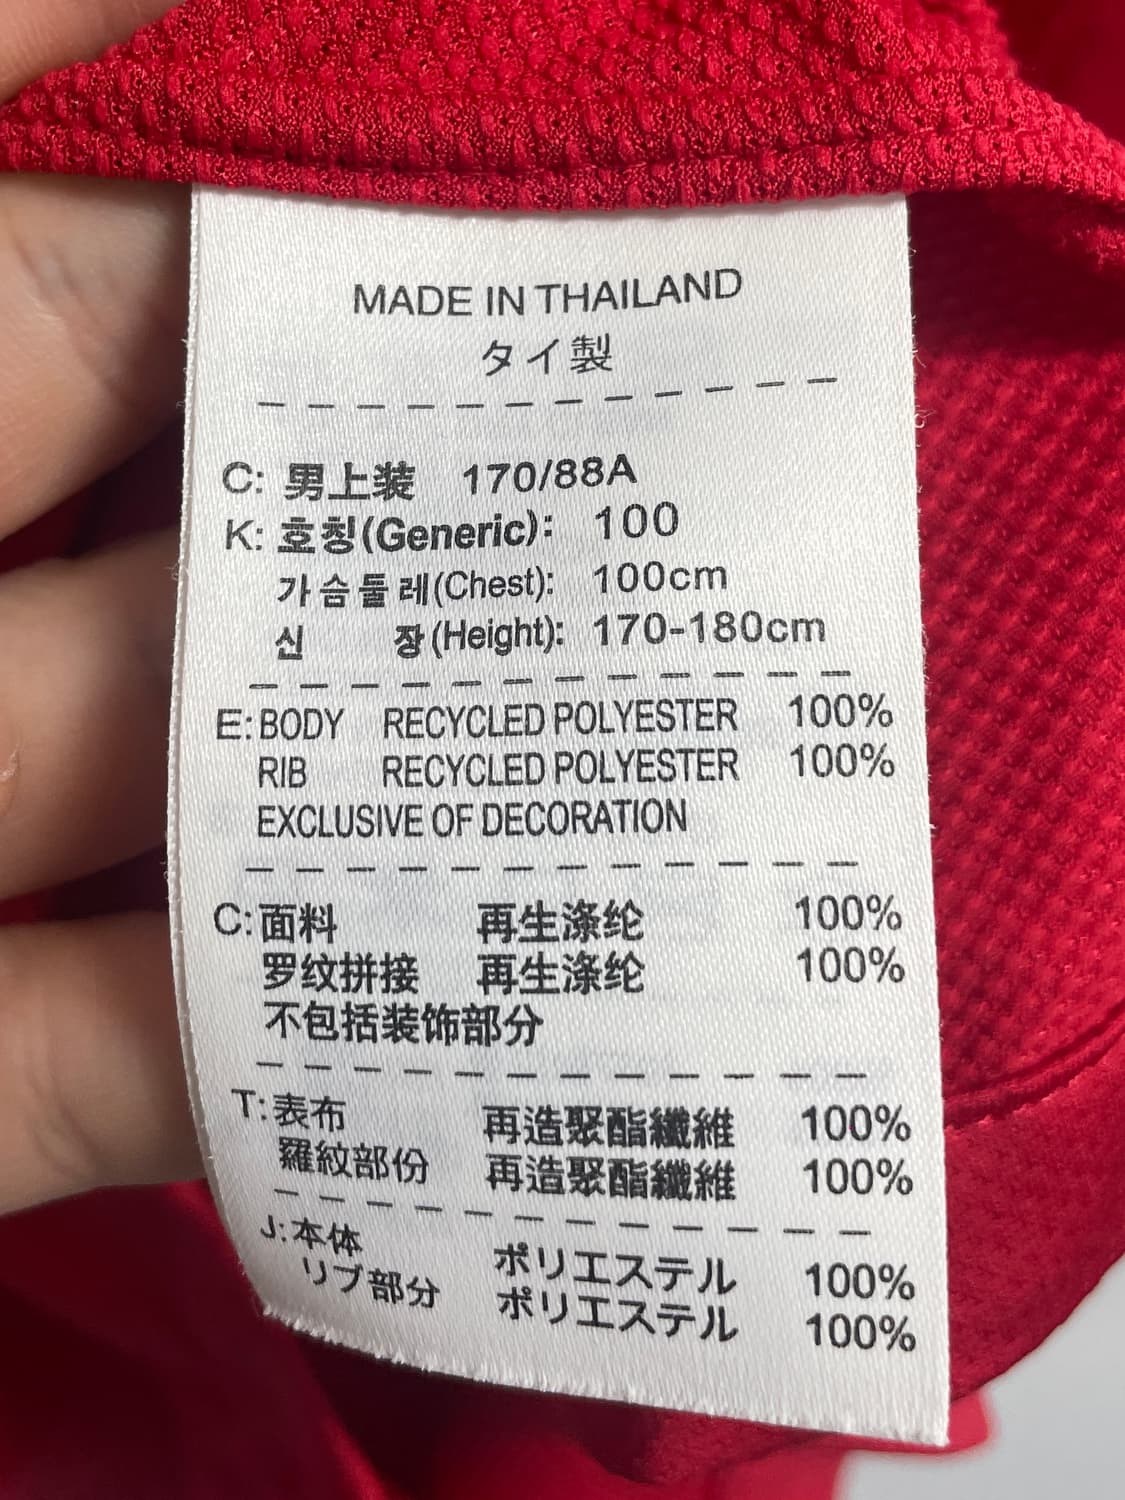 MADE IN THAILAND
タイ製
C: 男上装 170/88A
K: 호칭(Generic): 100
가슴둘레(Chest): 100cm
신 장(Height): 170-180cm
E: BODY RECYCLED POLYESTER 100%
RIB RECYCLED POLYESTER 100%
EXCLUSIVE OF DECORATION
C: 面料 再生涤纶 100%
罗纹拼接 再生涤纶 100%
不包括装饰部分
T: 表布 再造聚酯纖維 100%
羅紋部份 再造聚酯纖維 100%
J: 本体 ポリエステル 100%
リブ部分 ポリエステル 100%